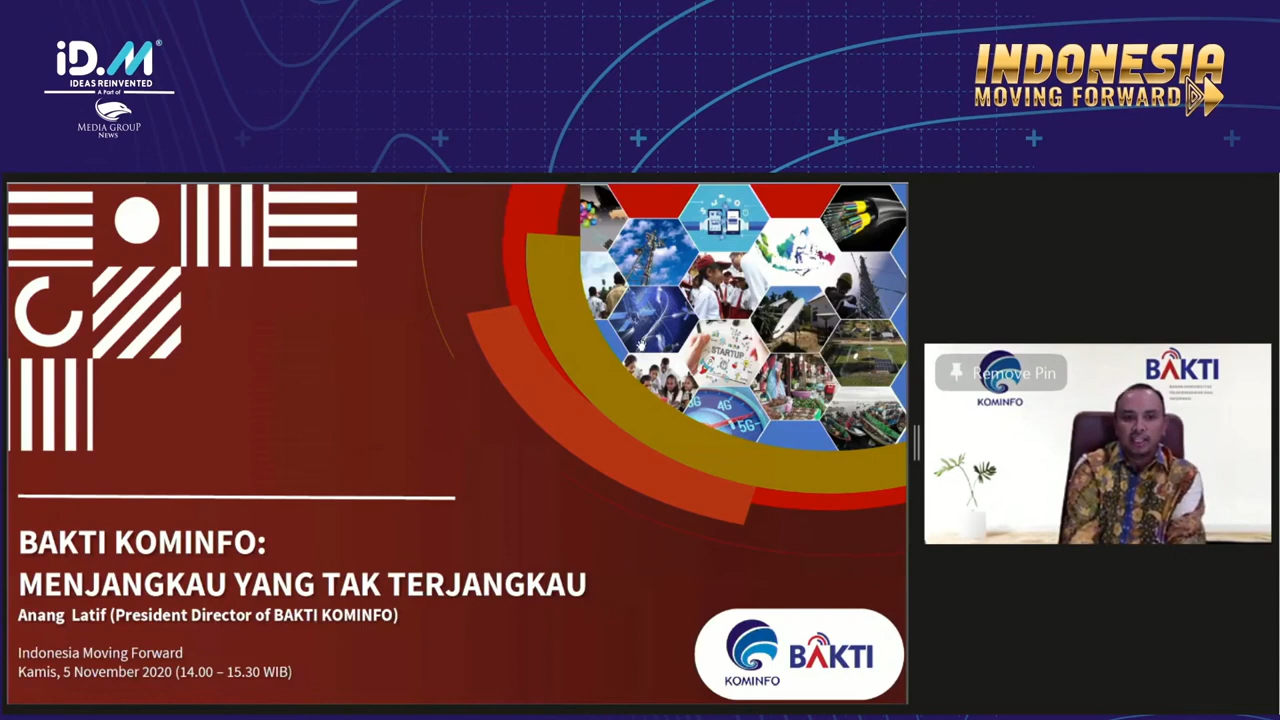 iD.M®
IDEAS REINVENTED
A Part of
MEDIA GROUP
NEWS
INDONESIA
MOVING FORWARD
STARTUP
3G
4G
5G
BAKTI KOMINFO:
MENJANGKAU YANG TAK TERJANGKAU
Anang Latif (President Director of BAKTI KOMINFO)
Indonesia Moving Forward
Kamis, 5 November 2020 (14.00 – 15.30 WIB)
KOMINFO
BAKTI
Remove Pin
KOMINFO
BAKTI